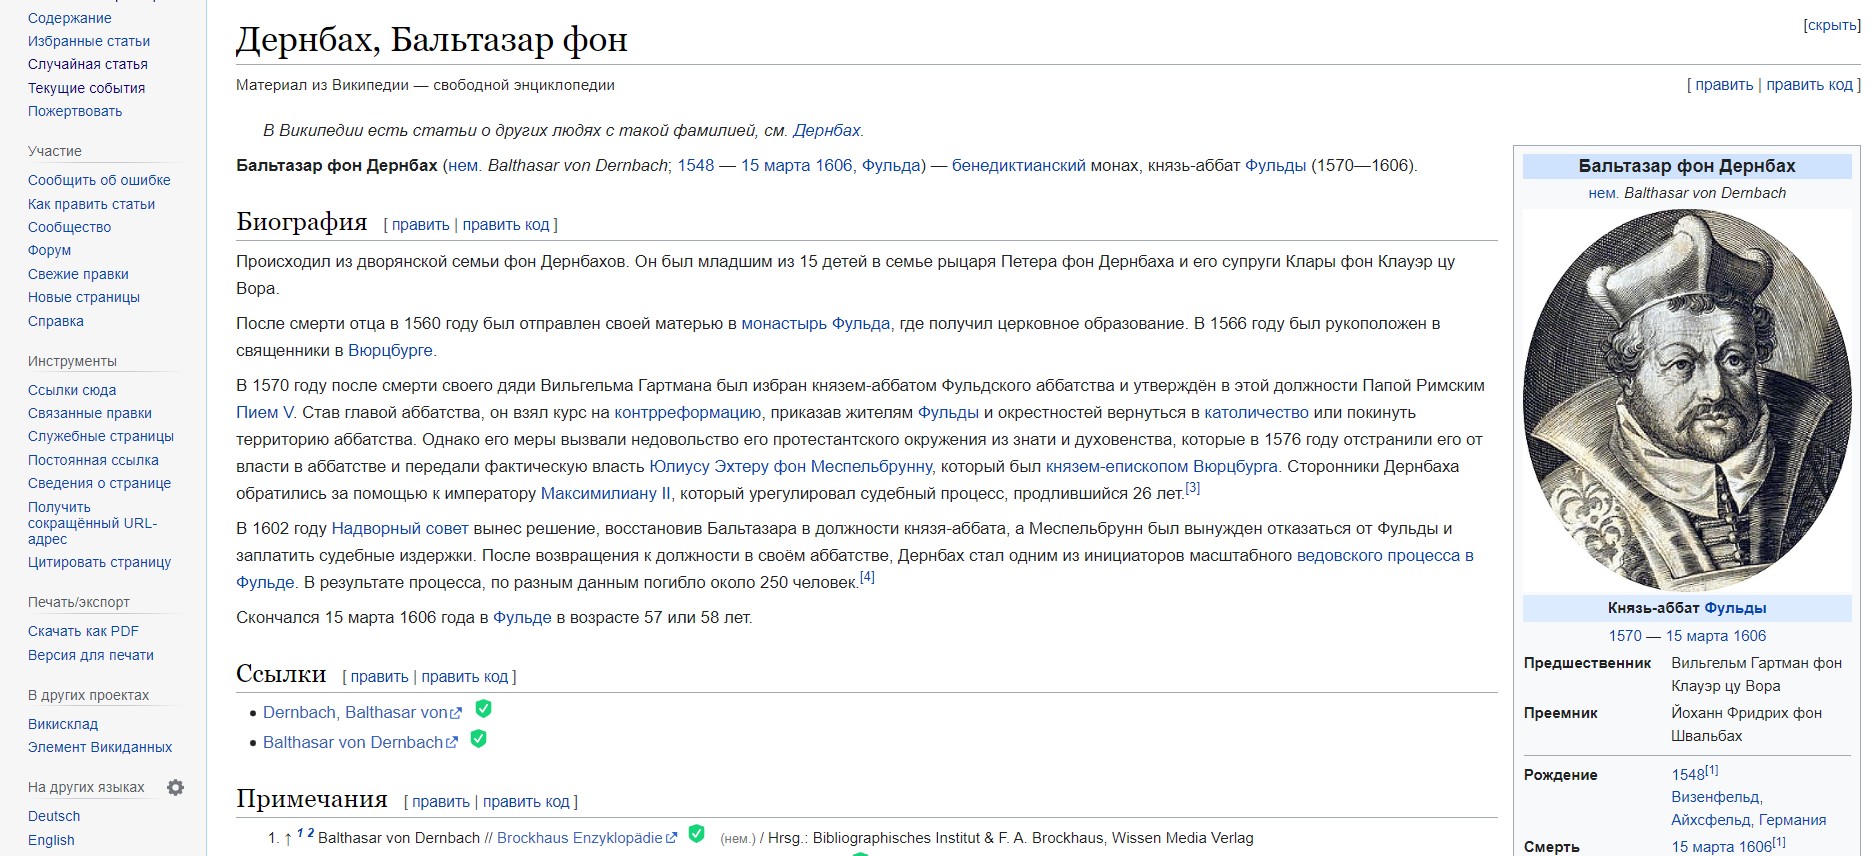 Содержание
Избранные статьи
Случайная статья
Текущие события
Пожертвовать
Участие
Сообщить об ошибке
Как править статьи
Сообщество
Форум
Свежие правки
Новые страницы
Справка
Инструменты
Ссылки сюда
Связанные правки
Служебные страницы
Постоянная ссылка
Сведения о странице
Получить
сокращённый URL-
адрес
Цитировать страницу
Печать/экспорт
Скачать как PDF
Версия для печати
В других проектах
Викисклад
Элемент Викиданных
На других языках
Deutsch
English
[скрыть]
Дернбах, Бальтазар фон
Материал из Википедии — свободной энциклопедии
[ править | править код ]
В Википедии есть статьи о других людях с такой фамилией, см. Дернбах.
Бальтазар фон Дернбах (нем. Balthasar von Dernbach; 1548 — 15 марта 1606, Фульда) — бенедиктианский монах, князь-аббат Фульды (1570—1606).
Биография [ править | править код ]
Происходил из дворянской семьи фон Дернбахов. Он был младшим из 15 детей в семье рыцаря Петера фон Дернбаха и его супруги Клары фон Клауэр цу
Вора.
После смерти отца в 1560 году был отправлен своей матерью в монастырь Фульда, где получил церковное образование. В 1566 году был рукоположен в
священники в Вюрцбурге.
В 1570 году после смерти своего дяди Вильгельма Гартмана был избран князем-аббатом Фульдского аббатства и утверждён в этой должности Папой Римским
Пием V. Став главой аббатства, он взял курс на контрреформацию, приказав жителям Фульды и окрестностей вернуться в католичество или покинуть
территорию аббатства. Однако его меры вызвали недовольство его протестантского окружения из знати и духовенства, которые в 1576 году отстранили его от
власти в аббатстве и передали фактическую власть Юлиусу Эхтеру фон Меспельбрунну, который был князем-епископом Вюрцбурга. Сторонники Дернбаха
обратились за помощью к императору Максимилиану II, который урегулировал судебный процесс, продлившийся 26 лет.[3]
В 1602 году Надворный совет вынес решение, восстановив Бальтазара в должности князя-аббата, а Меспельбрунн был вынужден отказаться от Фульды и
заплатить судебные издержки. После возвращения к должности в своём аббатстве, Дернбах стал одним из инициаторов масштабного ведовского процесса в
Фульде. В результате процесса, по разным данным погибло около 250 человек.[4]
Скончался 15 марта 1606 года в Фульде в возрасте 57 или 58 лет.
Ссылки [ править | править код ]
Dernbach, Balthasar von
Balthasar von Dernbach
Примечания [ править | править код ]
1. ↑ 1 2 Balthasar von Dernbach // Brockhaus Enzyklopädie (нем.) / Hrsg.: Bibliographisches Institut & F. A. Brockhaus, Wissen Media Verlag
Бальтазар фон Дернбах
нем. Balthasar von Dernbach
Князь-аббат Фульды
1570 — 15 марта 1606
Предшественник Вильгельм Гартман фон
Клауэр цу Вора
Преемник Йоханн Фридрих фон
Швальбах
Рождение 1548[1]
Визенфельд,
Айхсфельд, Германия
Смерть 15 марта 1606[1]